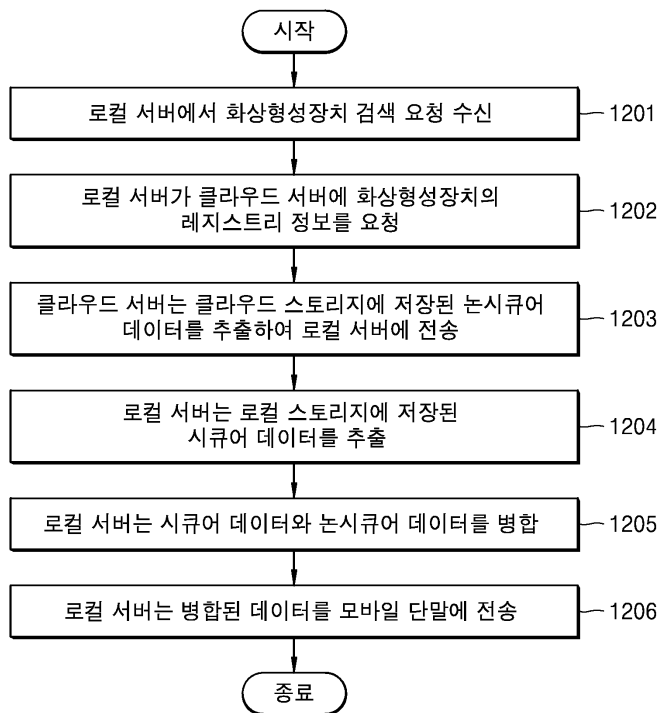 시작
로컬 서버에서 화상형성장치 검색 요청 수신
1201
로컬 서버가 클라우드 서버에 화상형성장치의
레지스트리 정보를 요청
1202
클라우드 서버는 클라우드 스토리지에 저장된 논시큐어
데이터를 추출하여 로컬 서버에 전송
1203
로컬 서버는 로컬 스토리지에 저장된
시큐어 데이터를 추출
1204
로컬 서버는 시큐어 데이터와 논시큐어 데이터를 병합
1205
로컬 서버는 병합된 데이터를 모바일 단말에 전송
1206
종료